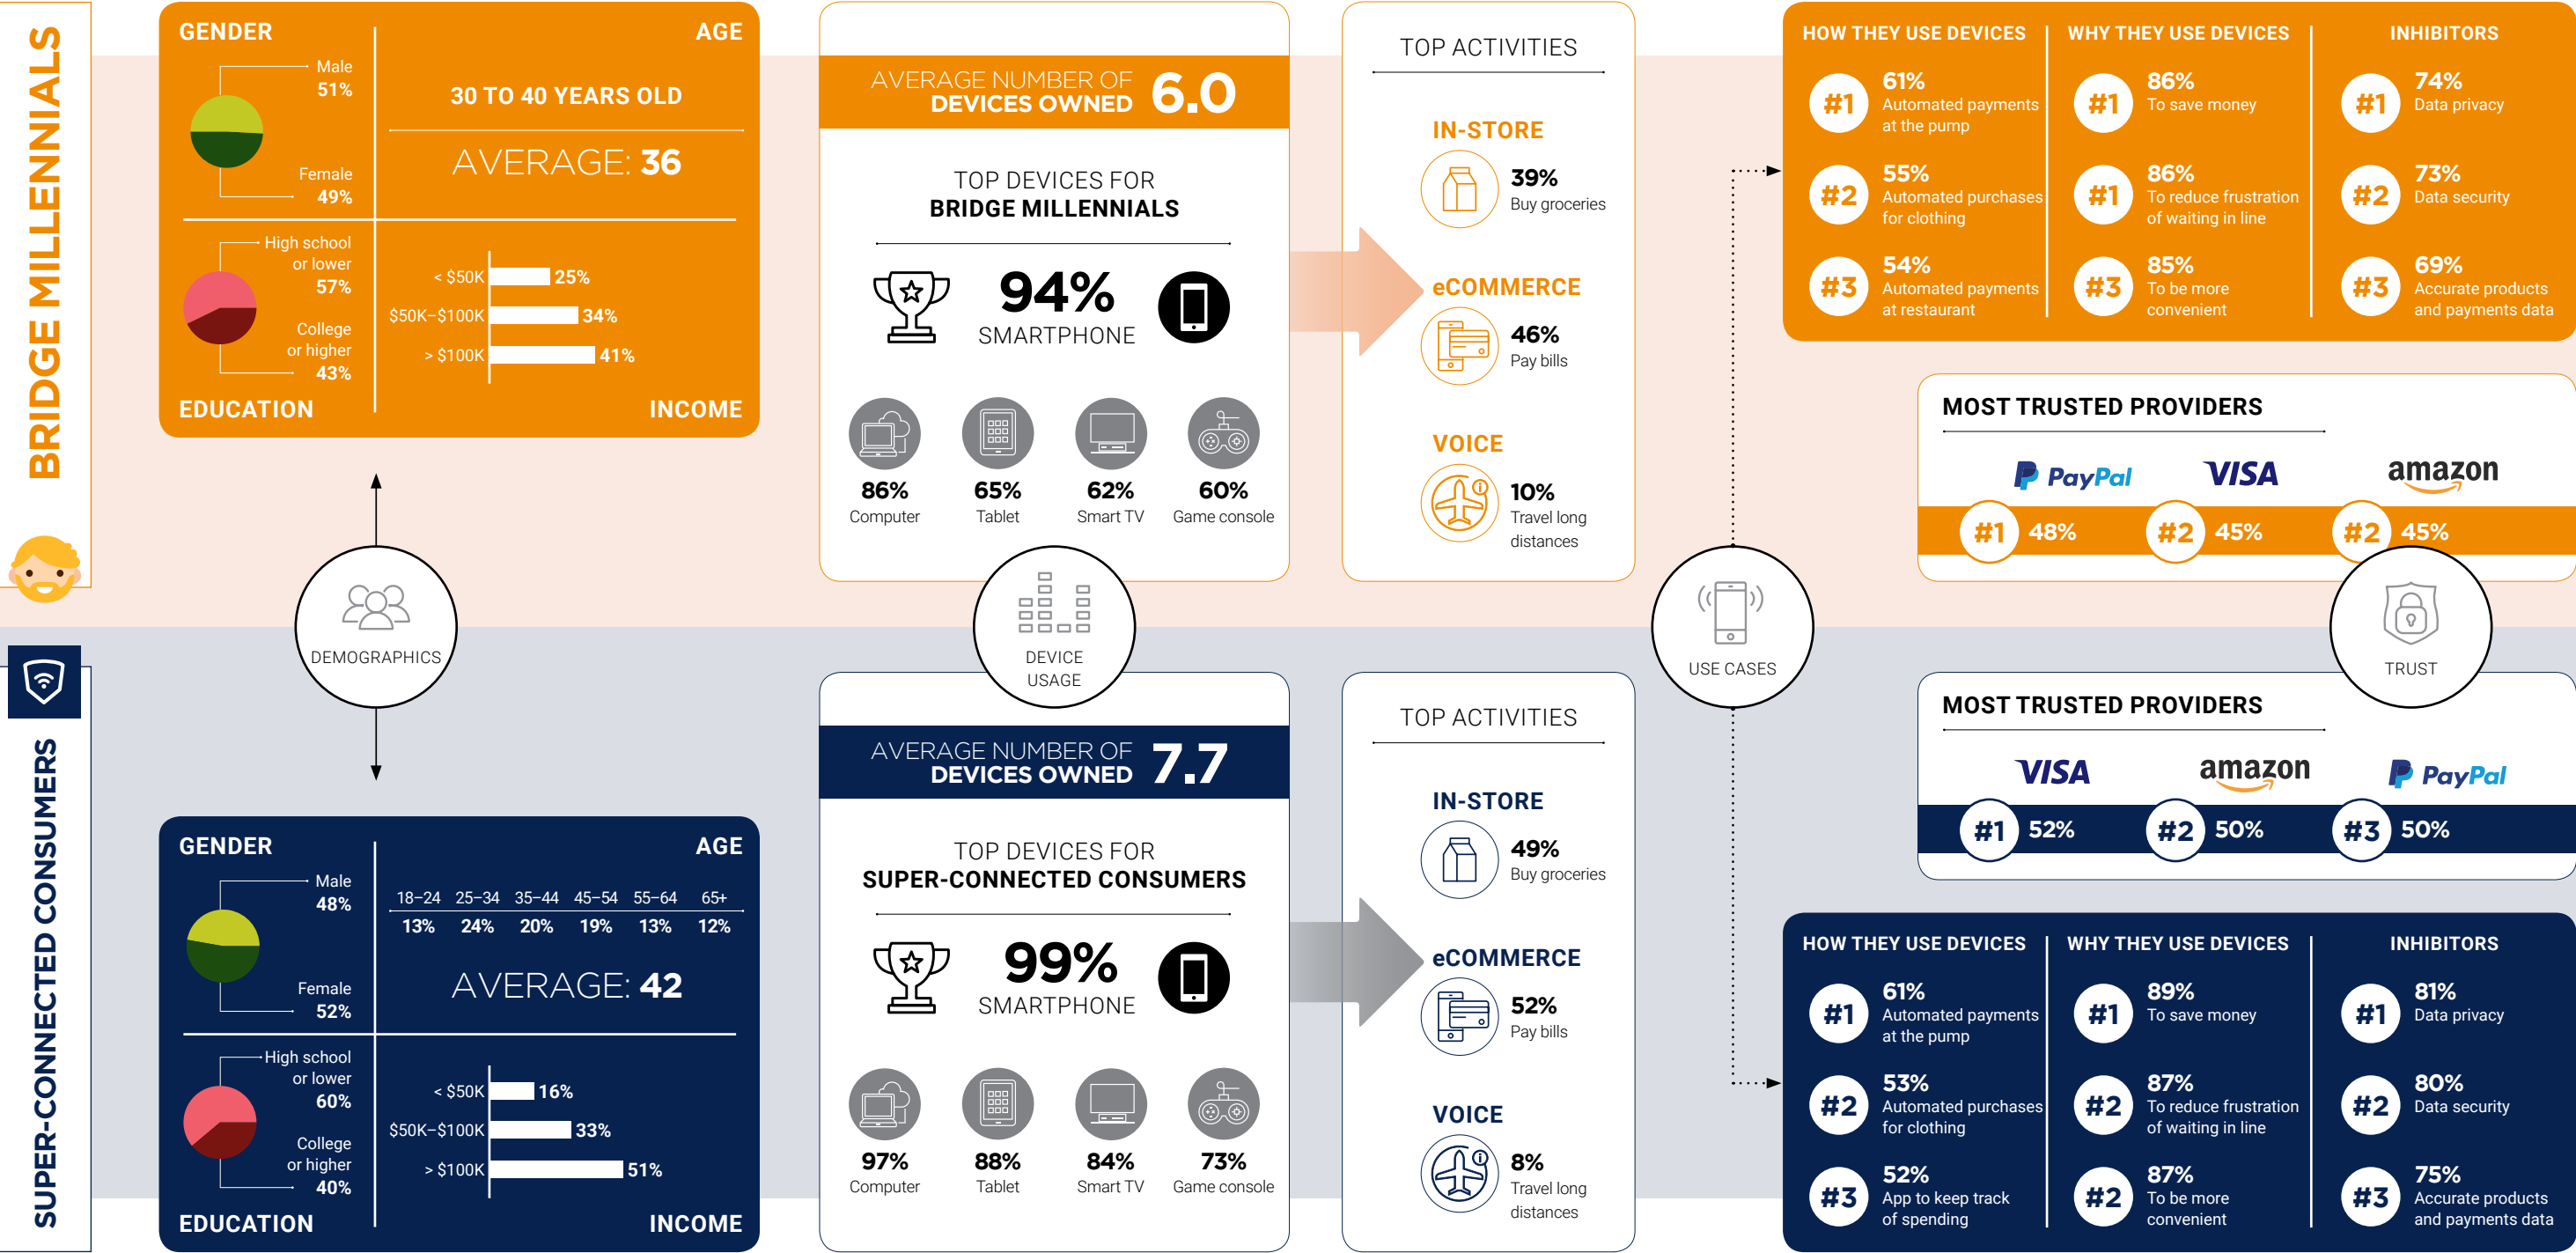 BRIDGE MILLENNIALS
GENDER
Male
51%
Female
49%
AGE
30 TO 40 YEARS OLD
AVERAGE: 36
High school
or lower
57%
College
or higher
43%
EDUCATION
< $50K 25%
$50K–$100K 34%
> $100K 41%
INCOME
AVERAGE NUMBER OF
DEVICES OWNED 6.0
TOP DEVICES FOR
BRIDGE MILLENNIALS
94%
SMARTPHONE
86%
Computer
65%
Tablet
62%
Smart TV
60%
Game console
TOP ACTIVITIES
IN-STORE
39%
Buy groceries
eCOMMERCE
46%
Pay bills
VOICE
10%
Travel long
distances
HOW THEY USE DEVICES
#1 61%
Automated payments
at the pump
#2 55%
Automated purchases
for clothing
#3 54%
Automated payments
at restaurant
WHY THEY USE DEVICES
#1 86%
To save money
#1 86%
To reduce frustration
of waiting in line
#3 85%
To be more
convenient
INHIBITORS
#1 74%
Data privacy
#2 73%
Data security
#3 69%
Accurate products
and payments data
MOST TRUSTED PROVIDERS
PayPal VISA amazon
#1 48% #2 45% #2 45%
DEMOGRAPHICS
DEVICE
USAGE
USE CASES
TRUST
SUPER-CONNECTED CONSUMERS
GENDER
Male
48%
Female
52%
AGE
18–24 25–34 35–44 45–54 55–64 65+
13% 24% 20% 19% 13% 12%
AVERAGE: 42
High school
or lower
60%
College
or higher
40%
EDUCATION
< $50K 16%
$50K–$100K 33%
> $100K 51%
INCOME
AVERAGE NUMBER OF
DEVICES OWNED 7.7
TOP DEVICES FOR
SUPER-CONNECTED CONSUMERS
99%
SMARTPHONE
97%
Computer
88%
Tablet
84%
Smart TV
73%
Game console
TOP ACTIVITIES
IN-STORE
49%
Buy groceries
eCOMMERCE
52%
Pay bills
VOICE
8%
Travel long
distances
MOST TRUSTED PROVIDERS
VISA amazon PayPal
#1 52% #2 50% #3 50%
HOW THEY USE DEVICES
#1 61%
Automated payments
at the pump
#2 53%
Automated purchases
for clothing
#3 52%
App to keep track
of spending
WHY THEY USE DEVICES
#1 89%
To save money
#2 87%
To reduce frustration
of waiting in line
#2 87%
To be more
convenient
INHIBITORS
#1 81%
Data privacy
#2 80%
Data security
#3 75%
Accurate products
and payments data